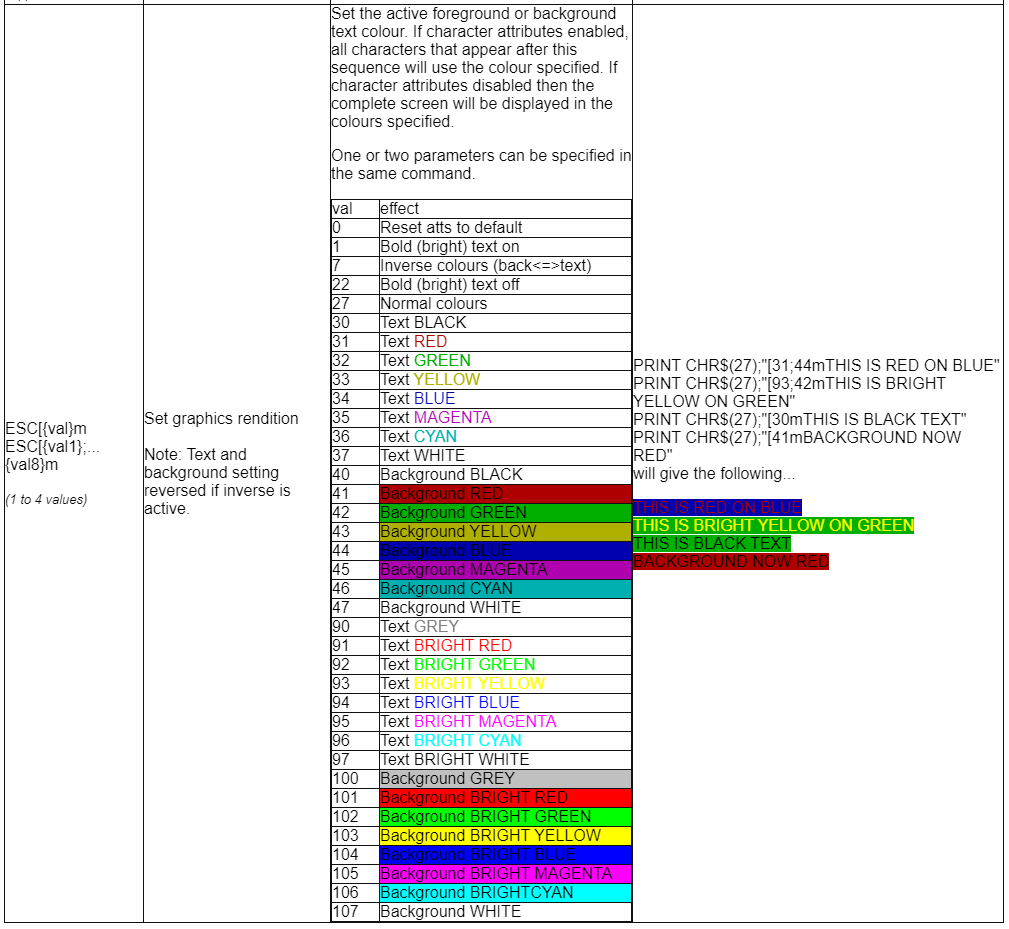 ESC[{val}m
ESC[{val1};...
{val8}m
(1 to 4 values)
Set graphics rendition
Note: Text and
background setting
reversed if inverse is
active.
Set the active foreground or background
text colour. If character attributes enabled,
all characters that appear after this
sequence will use the colour specified. If
character attributes disabled then the
complete screen will be displayed in the
colours specified.
One or two parameters can be specified in
the same command.
val effect
0 Reset atts to default
1 Bold (bright) text on
7 Inverse colours (back<=>text)
22 Bold (bright) text off
27 Normal colours
30 Text BLACK
31 Text RED
32 Text GREEN
33 Text YELLOW
34 Text BLUE
35 Text MAGENTA
36 Text CYAN
37 Text WHITE
40 Background BLACK
41 Background RED
42 Background GREEN
43 Background YELLOW
44 Background BLUE
45 Background MAGENTA
46 Background CYAN
47 Background WHITE
90 Text GREY
91 Text BRIGHT RED
92 Text BRIGHT GREEN
93 Text BRIGHT YELLOW
94 Text BRIGHT BLUE
95 Text BRIGHT MAGENTA
96 Text BRIGHT CYAN
97 Text BRIGHT WHITE
100 Background GREY
101 Background BRIGHT RED
102 Background BRIGHT GREEN
103 Background BRIGHT YELLOW
104 Background BRIGHT BLUE
105 Background BRIGHT MAGENTA
106 Background BRIGHTCYAN
107 Background WHITE
PRINT CHR$(27);"[31;44mTHIS IS RED ON BLUE"
PRINT CHR$(27);"[93;42mTHIS IS BRIGHT
YELLOW ON GREEN"
PRINT CHR$(27);"[30mTHIS IS BLACK TEXT"
PRINT CHR$(27);"[41mBACKGROUND NOW
RED"
will give the following...
THIS IS RED ON BLUE
THIS IS BRIGHT YELLOW ON GREEN
THIS IS BLACK TEXT
BACKGROUND NOW RED